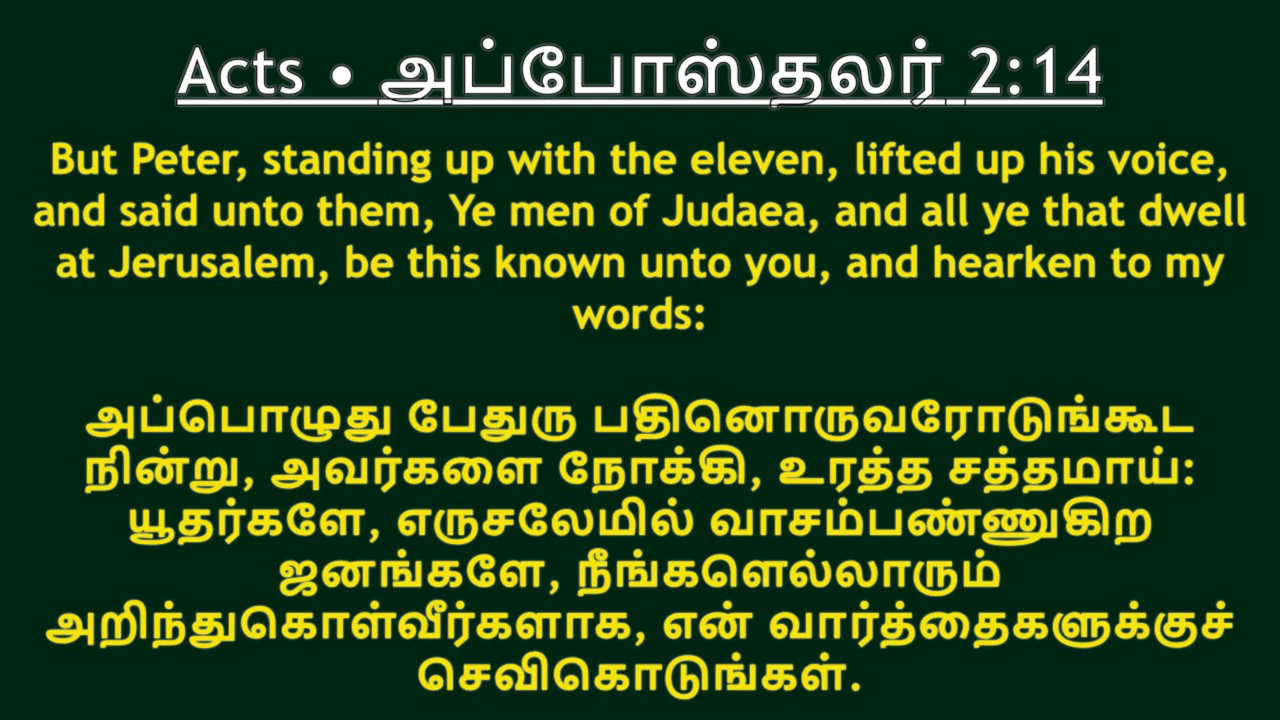 Acts • அப்போஸ்தலர் 2:14
But Peter, standing up with the eleven, lifted up his voice,
and said unto them, Ye men of Judaea, and all ye that dwell
at Jerusalem, be this known unto you, and hearken to my
words:
அப்பொழுது பேதுரு பதினொருவரோடுங்கூட
நின்று, அவர்களை நோக்கி, உரத்த சத்தமாய்:
யூதர்களே, எருசலேமில் வாசம்பண்ணுகிற
ஜனங்களே, நீங்களெல்லாரும்
அறிந்துகொள்வீர்களாக, என் வார்த்தைகளுக்குச்
செவிகொடுங்கள்.